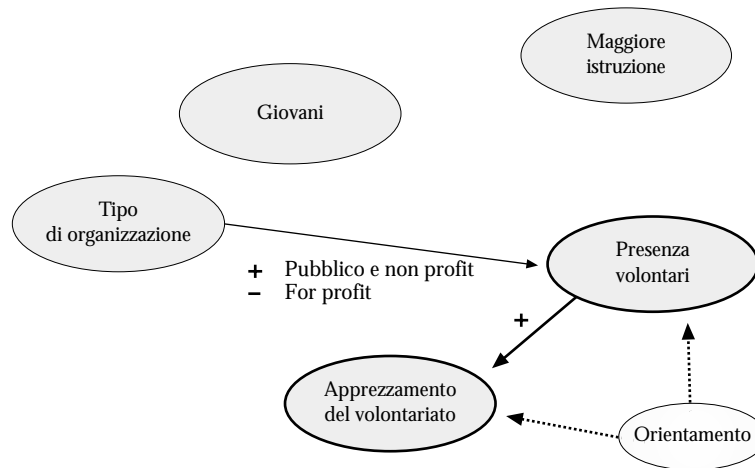 Maggiore
istruzione
Giovani
Tipo
di organizzazione
Presenza
volontari
+ Pubblico e non profit
− For profit
+
Apprezzamento
del volontariato
Orientamento